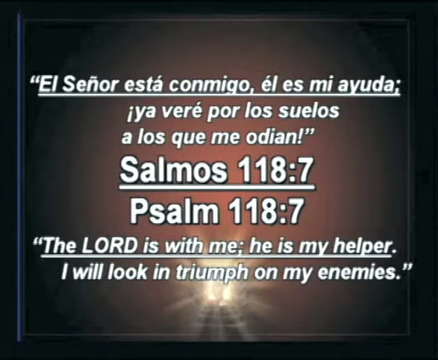 “El Señor está conmigo, él es mi ayuda;
¡ya veré por los suelos
a los que me odian!”
Salmos 118:7
Psalm 118:7
“The LORD is with me; he is my helper.
I will look in triumph on my enemies.”